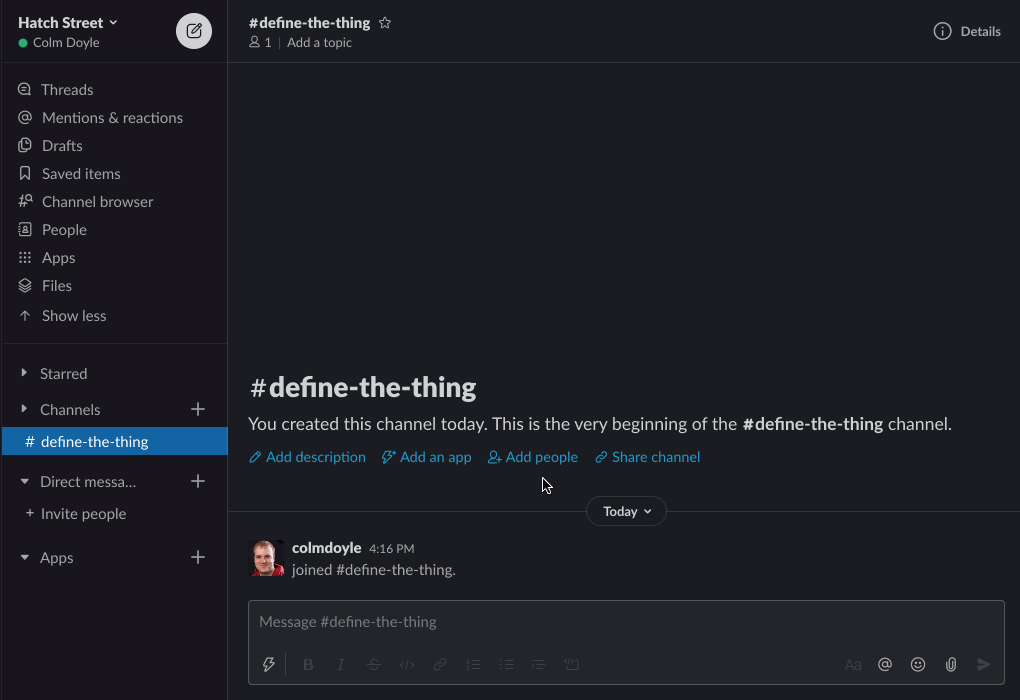 Hatch Street
Colm Doyle
Threads
Mentions & reactions
Drafts
Saved items
Channel browser
People
Apps
Files
Show less
Starred
Channels
# define-the-thing
Direct messa...
+ Invite people
Apps
#define-the-thing
1 | Add a topic
Details
#define-the-thing
You created this channel today. This is the very beginning of the #define-the-thing channel.
Add description Add an app Add people Share channel
Today
colmdoyle 4:16 PM
joined #define-the-thing.
Message #define-the-thing
B I S </> Aa @